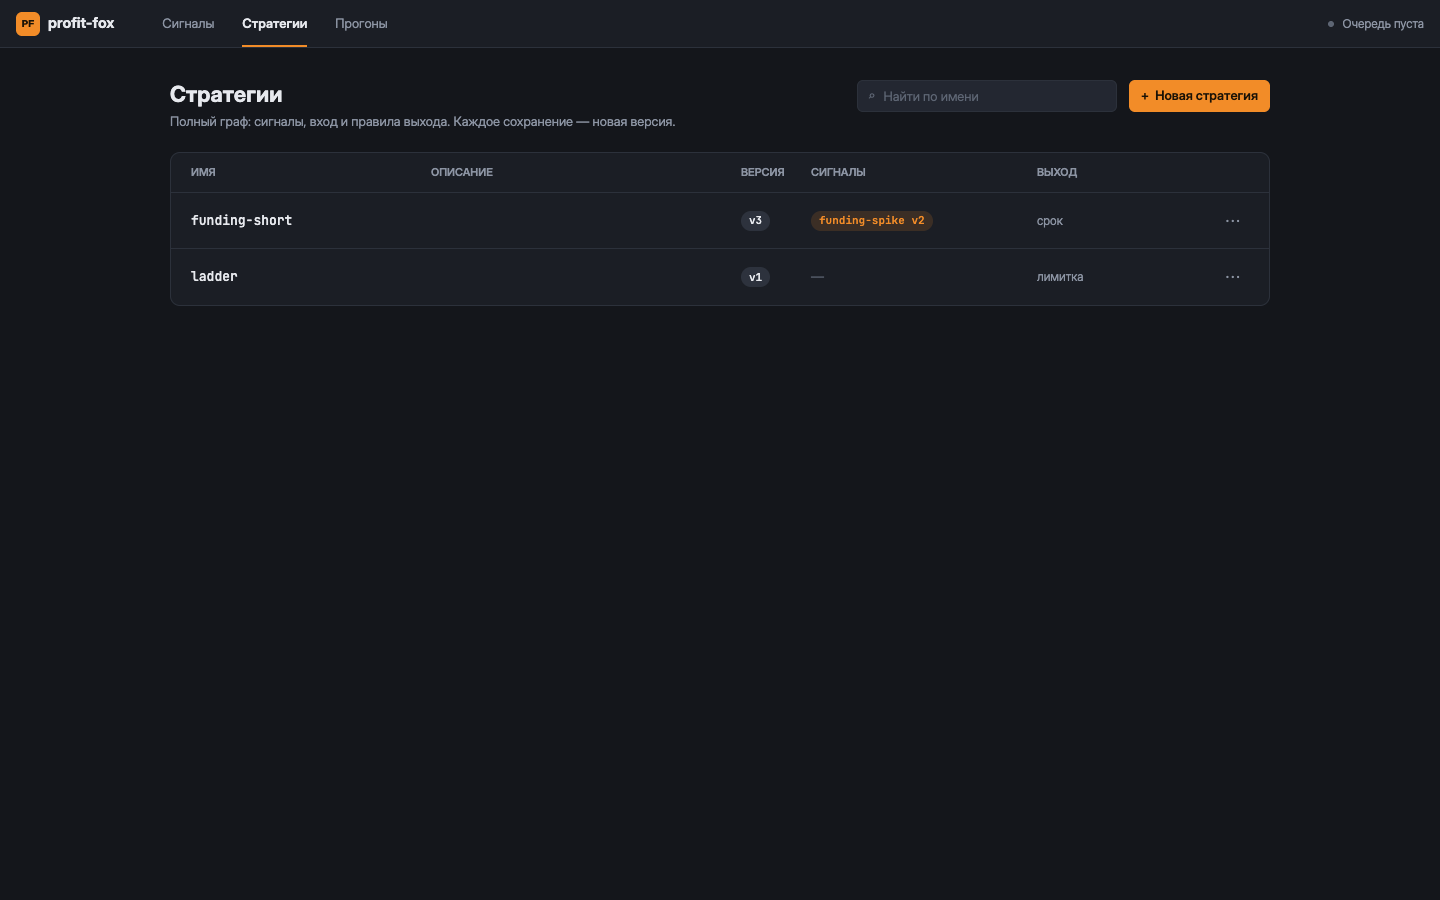 PF profit-fox Сигналы Стратегии Прогоны Очередь пуста
Стратегии
Найти по имени
+ Новая стратегия
Полный граф: сигналы, вход и правила выхода. Каждое сохранение — новая версия.
ИМЯ ОПИСАНИЕ ВЕРСИЯ СИГНАЛЫ ВЫХОД
funding-short v3 funding-spike v2 срок ...
ladder v1 — лимитка ...